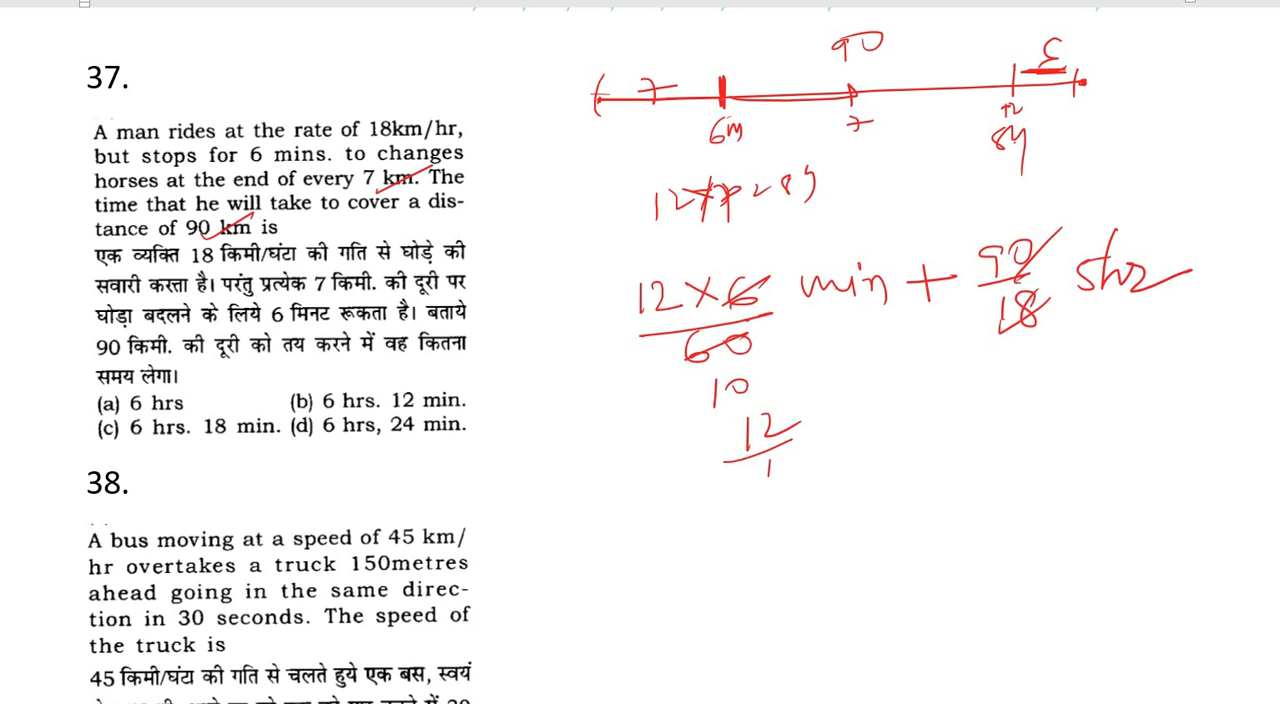 37.
A man rides at the rate of 18km/hr,
but stops for 6 mins. to changes
horses at the end of every 7 km. The
time that he will take to cover a dis-
tance of 90 km is
एक व्यक्ति 18 किमी/घंटा की गति से घोड़े की
सवारी करता है। परंतु प्रत्येक 7 किमी. की दूरी पर
घोड़ा बदलने के लिये 6 मिनट रूकता है। बताये
90 किमी. की दूरी को तय करने में वह कितना
समय लेगा।
(a) 6 hrs (b) 6 hrs. 12 min.
(c) 6 hrs. 18 min. (d) 6 hrs, 24 min.
38.
A bus moving at a speed of 45 km/
hr overtakes a truck 150metres
ahead going in the same direc-
tion in 30 seconds. The speed of
the truck is
45 किमी/घंटा की गति से चलते हुये एक बस, स्वयं
90
7
6m
7
12
84
12×6 min + 90 5hr
60 18
10
12
1